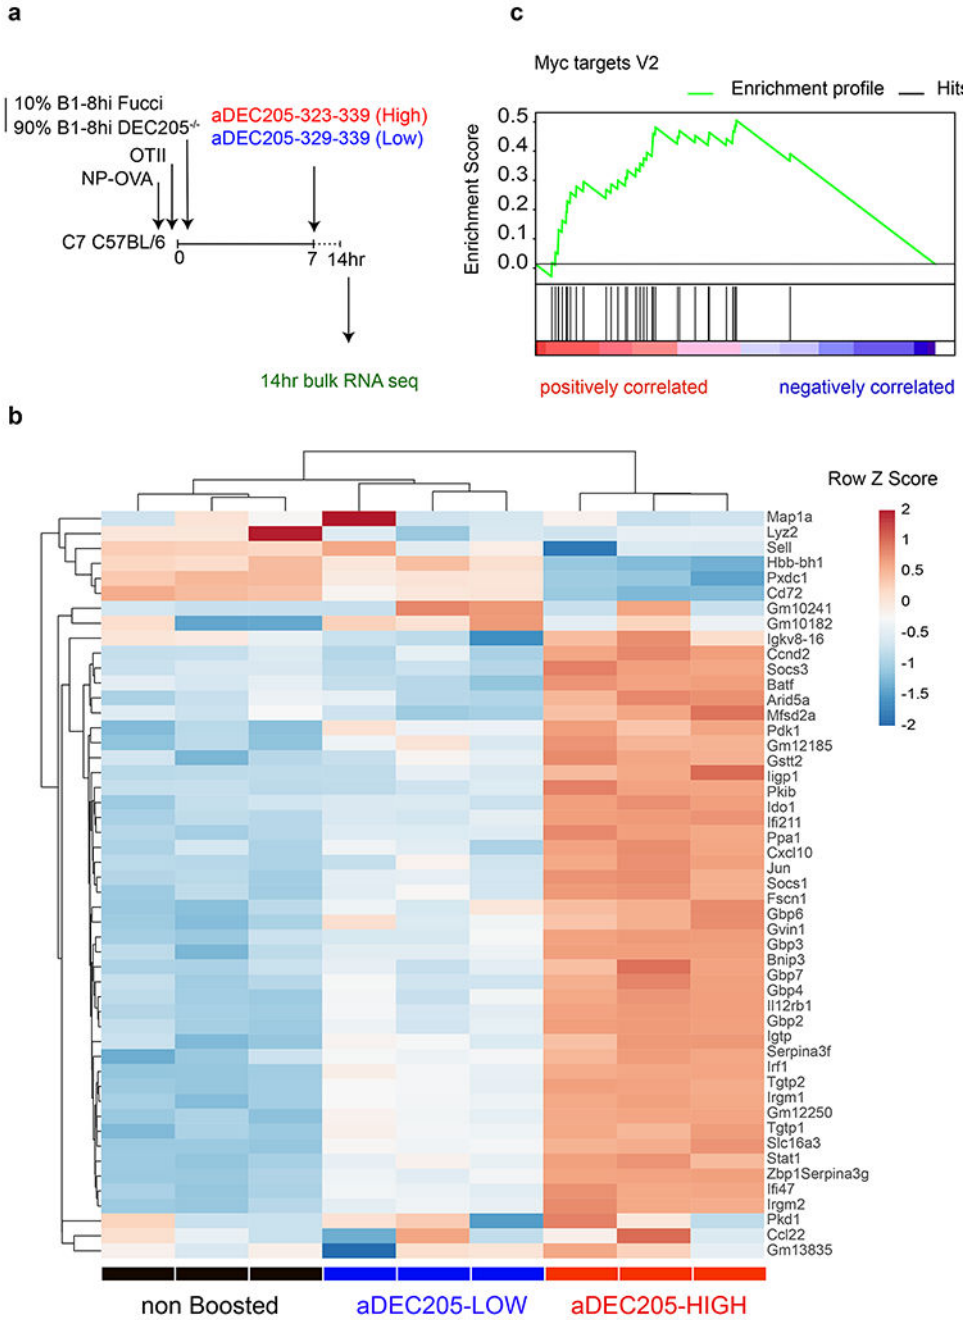 a
10% B1-8hi Fucci
90% B1-8hi DEC205-/-
aDEC205-323-339 (High)
aDEC205-329-339 (Low)
OTII
NP-OVA
C7 C57BL/6
0
7
14hr
14hr bulk RNA seq
c
Myc targets V2
Enrichment profile
Hits
Enrichment Score
0.5
0.4
0.3
0.2
0.1
0.0
positively correlated
negatively correlated
b
Row Z Score
2
1
0.5
0
-0.5
-1
-1.5
-2
Map1a
Lyz2
Sell
Hbb-bh1
Pxdc1
Cd72
Gm10241
Gm10182
Igkv8-16
Ccnd2
Socs3
Batf
Arid5a
Mfsd2a
Pdk1
Gm12185
Gstt2
Iigp1
Pkib
Ido1
Ifi211
Ppa1
Cxcl10
Jun
Socs1
Fscn1
Gbp6
Gvin1
Gbp3
Bnip3
Gbp7
Gbp4
Il12rb1
Gbp2
Igtp
Serpina3f
Irf1
Tgtp2
Irgm1
Gm12250
Tgtp1
Slc16a3
Stat1
Zbp1Serpina3g
Ifi47
Irgm2
Pkd1
Ccl22
Gm13835
non Boosted
aDEC205-LOW
aDEC205-HIGH